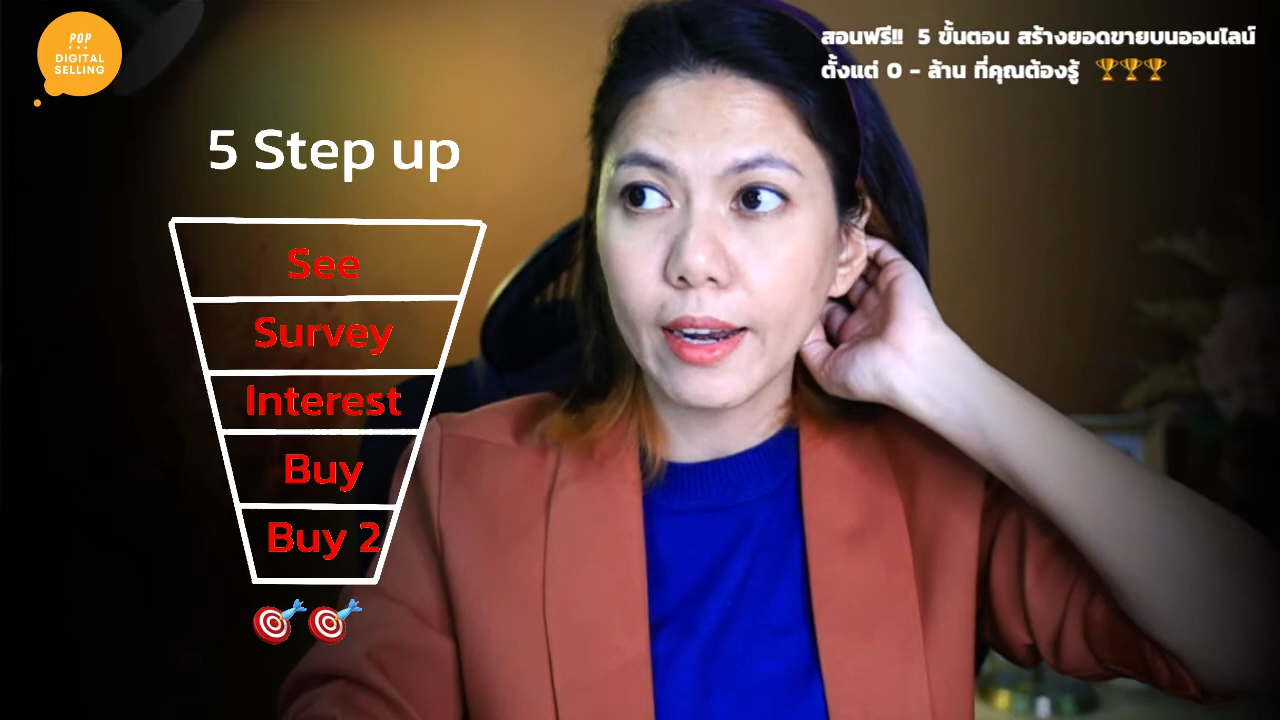 POP
DIGITAL
SELLING
สอนฟรี!! 5 ขั้นตอน สร้างยอดขายบนออนไลน์
ตั้งแต่ 0 - ล้าน ที่คุณต้องรู้ 🏆🏆🏆
5 Step up
See
Survey
Interest
Buy
Buy 2